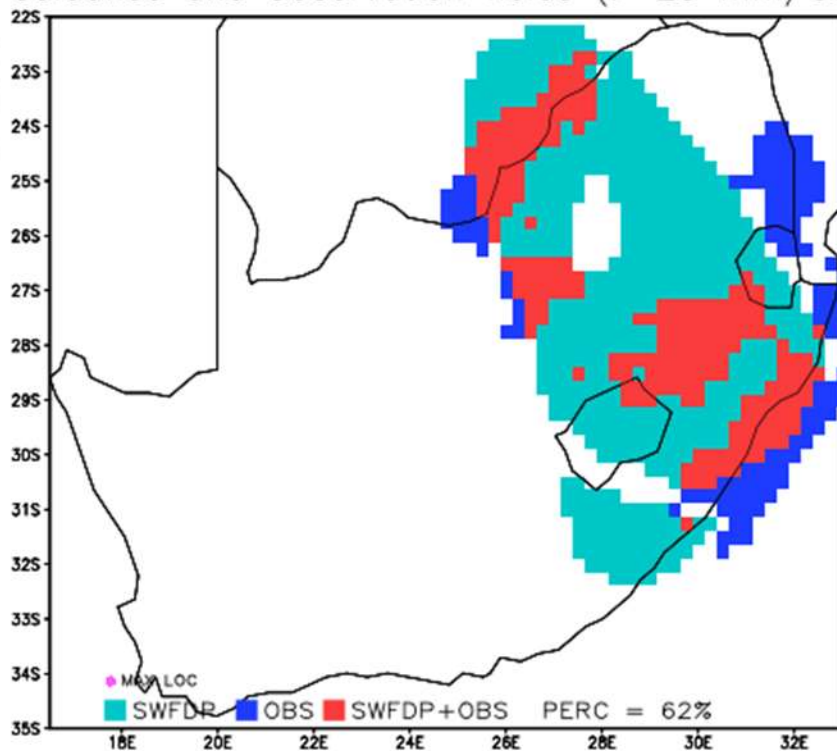 22S
23S
24S
25S
26S
27S
28S
29S
30S
31S
32S
33S
34S
35S
MAX LOC
SWFDP OBS SWFDP+OBS PERC = 62%
18E 20E 22E 24E 26E 28E 30E 32E